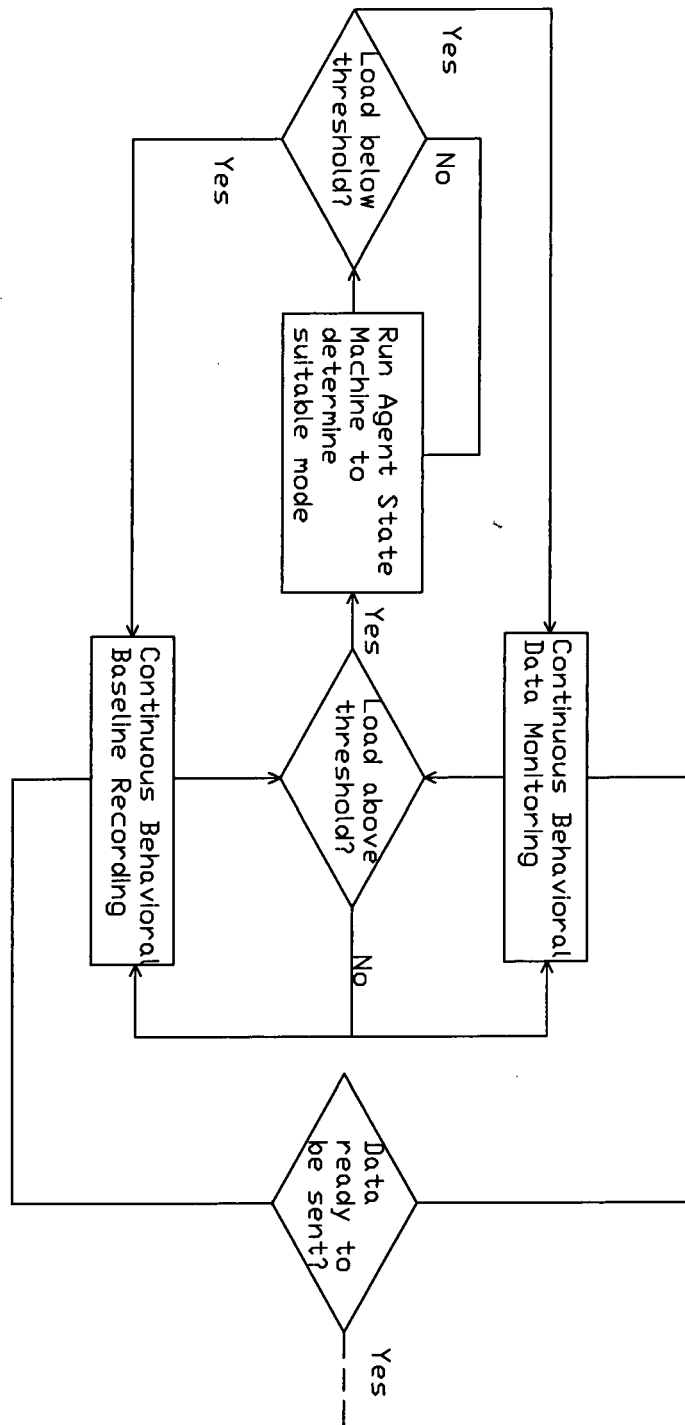 Yes
Load below
threshold?
No
Yes
Run Agent State
Machine to
determine
suitable mode
Yes
Continuous Behavioral
Data Monitoring
Load above
threshold?
Continuous Behavioral
Baseline Recording
No
Data
ready to
be sent?
Yes